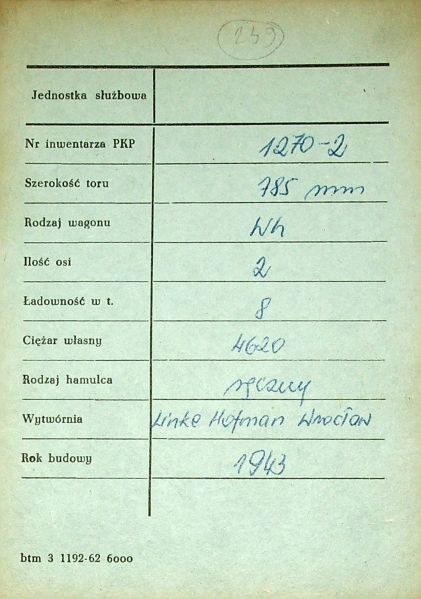 249
Jednostka służbowa
Nr inwentarza PKP 1270-2
Szerokość toru 785 mm
Rodzaj wagonu Wh
Ilość osi 2
Ładowność w t. 8
Ciężar własny 4620
Rodzaj hamulca ręczny
Wytwórnia Linke Hofman Wrocław
Rok budowy 1943
btm 3 1192-62 6000